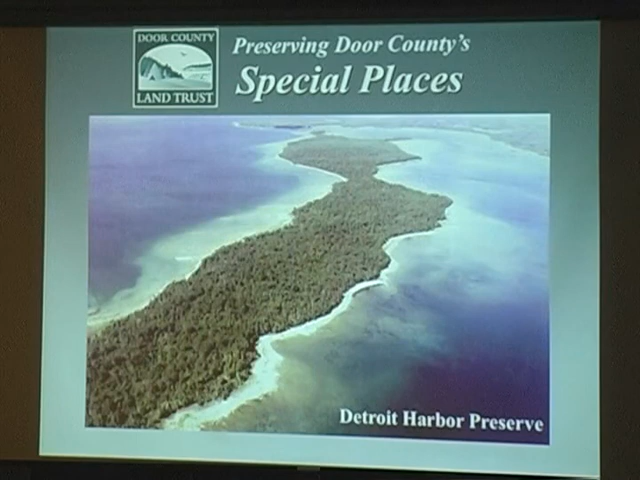 DOOR COUNTY
LAND TRUST
Preserving Door County's
Special Places
Detroit Harbor Preserve